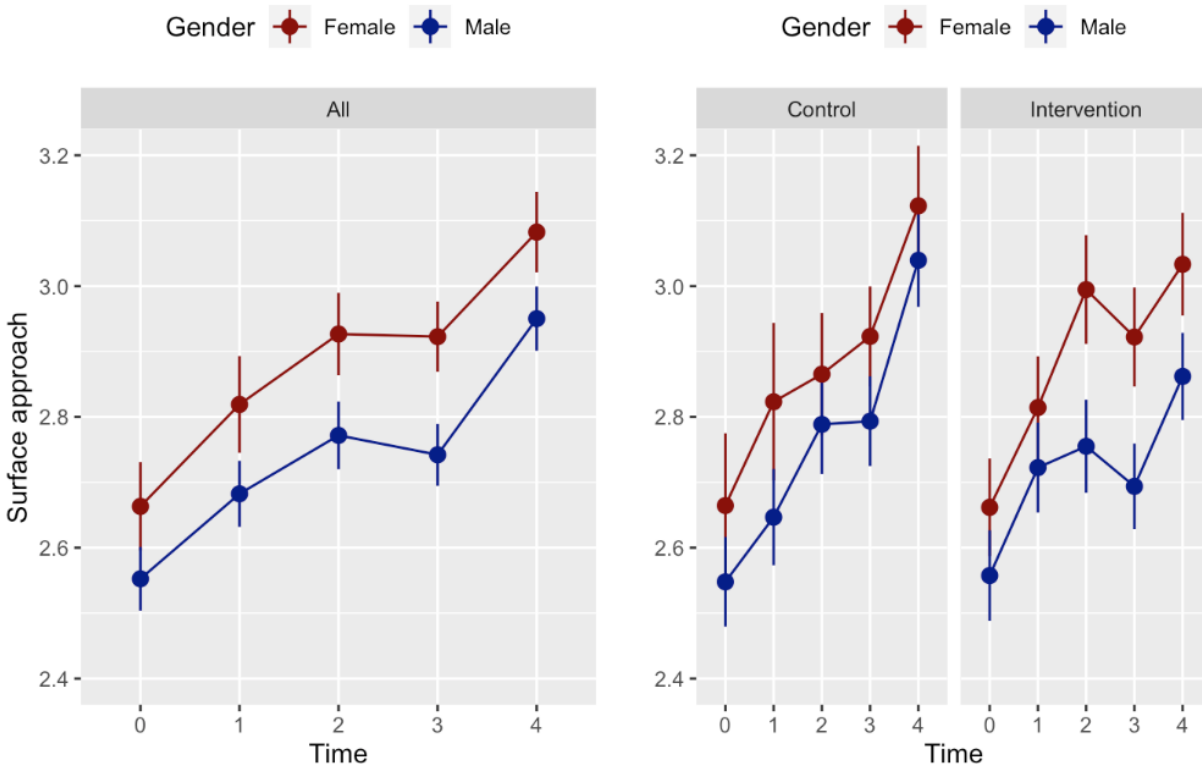 Gender Female Male
Gender Female Male
All
Control Intervention
3.2
3.0
2.8
2.6
2.4
Surface approach
0 1 2 3 4
Time
3.2
3.0
2.8
2.6
2.4
0 1 2 3 4
0 1 2 3 4
Time